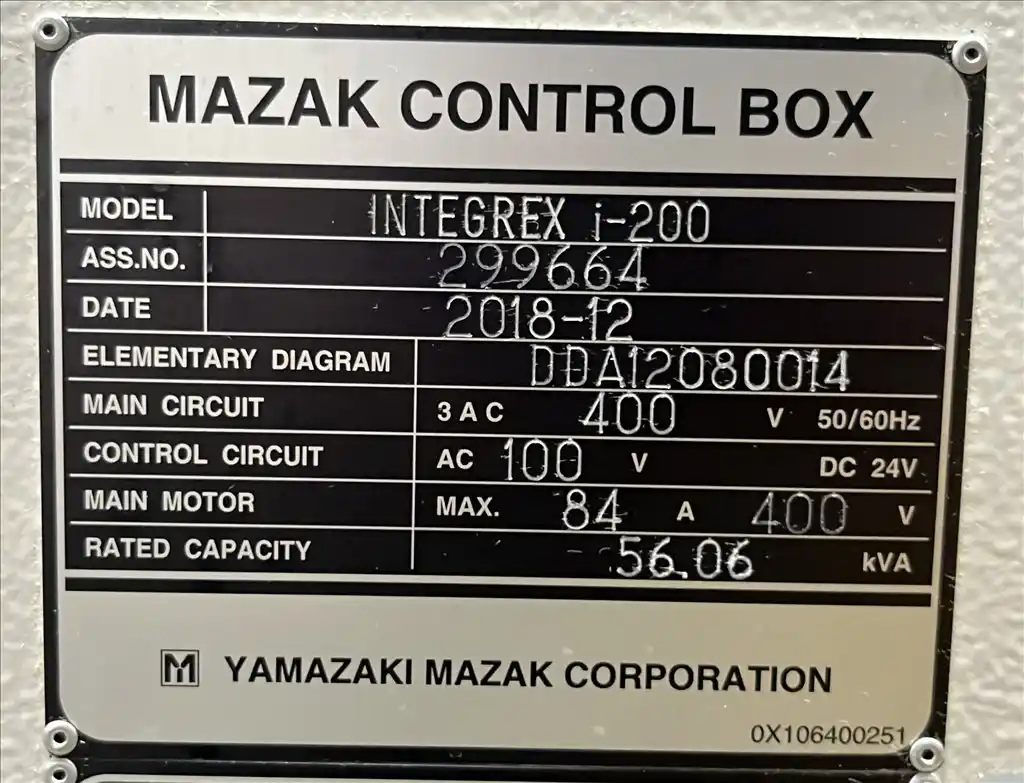 MAZAK CONTROL BOX
MODEL INTEGREX i-200
ASS.NO. 299664
DATE 2018-12
ELEMENTARY DIAGRAM DDA12080014
MAIN CIRCUIT 3 A C 400 V 50/60Hz
CONTROL CIRCUIT AC 100 V DC 24V
MAIN MOTOR MAX. 84 A 400 V
RATED CAPACITY 56.06 kVA
M YAMAZAKI MAZAK CORPORATION
0X106400251